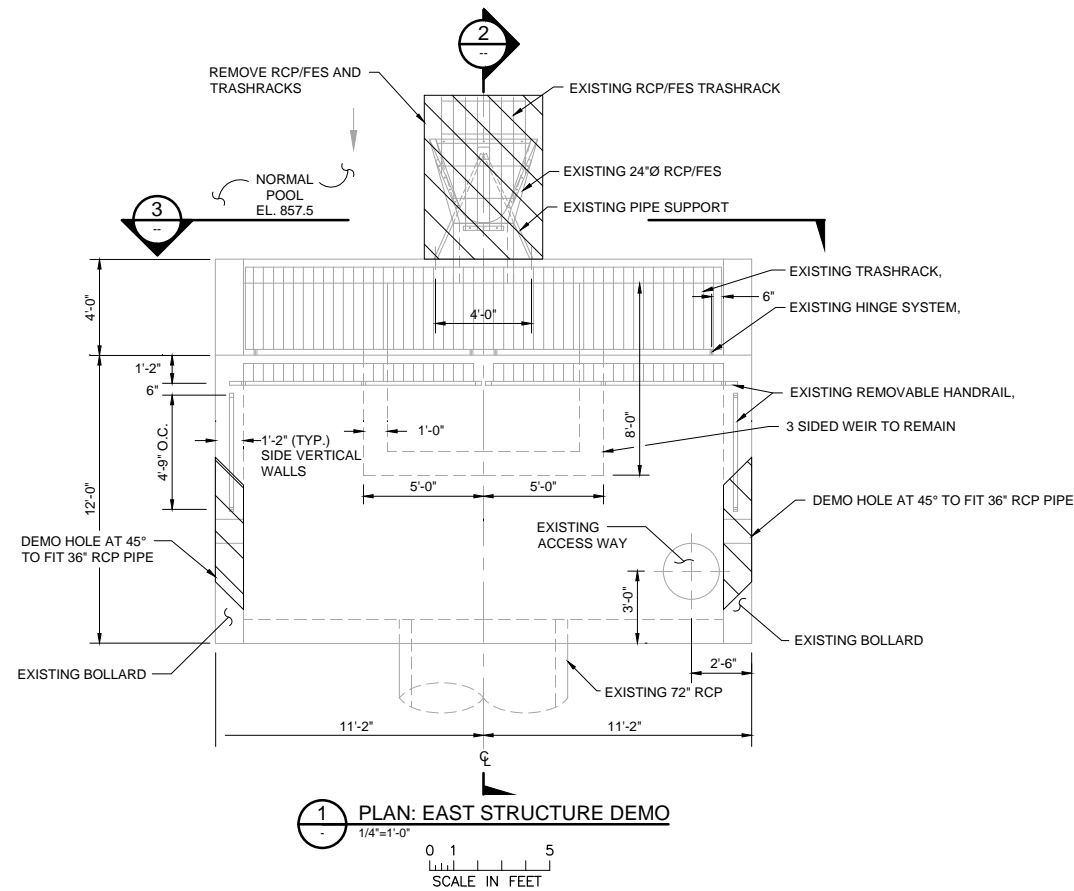 2
--
REMOVE RCP/FES AND
TRASHRACKS
EXISTING RCP/FES TRASHRACK
EXISTING 24"Ø RCP/FES
NORMAL
POOL
EL. 857.5
EXISTING PIPE SUPPORT
3
--
EXISTING TRASHRACK,
6"
EXISTING HINGE SYSTEM,
4'-0"
4'-0"
1'-2"
6"
EXISTING REMOVABLE HANDRAIL,
8'-0"
3 SIDED WEIR TO REMAIN
1'-0"
1'-2" (TYP.)
SIDE VERTICAL
WALLS
4'-9" O.C.
5'-0"
5'-0"
12'-0"
DEMO HOLE AT 45°
TO FIT 36" RCP PIPE
EXISTING
ACCESS WAY
DEMO HOLE AT 45° TO FIT 36" RCP PIPE
3'-0"
EXISTING BOLLARD
EXISTING BOLLARD
2'-6"
EXISTING 72" RCP
11'-2"
11'-2"
CL
1
-
PLAN: EAST STRUCTURE DEMO
1/4"=1'-0"
0 1 5
SCALE IN FEET